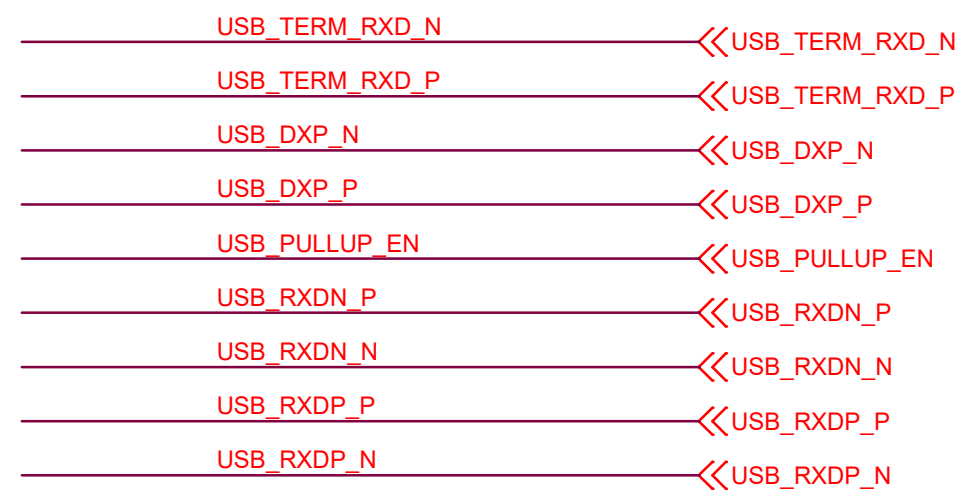 USB_TERM_RXD_N
USB_TERM_RXD_N
USB_TERM_RXD_P
USB_TERM_RXD_P
USB_DXP_N
USB_DXP_N
USB_DXP_P
USB_DXP_P
USB_PULLUP_EN
USB_PULLUP_EN
USB_RXDN_P
USB_RXDN_P
USB_RXDN_N
USB_RXDN_N
USB_RXDP_P
USB_RXDP_P
USB_RXDP_N
USB_RXDP_N